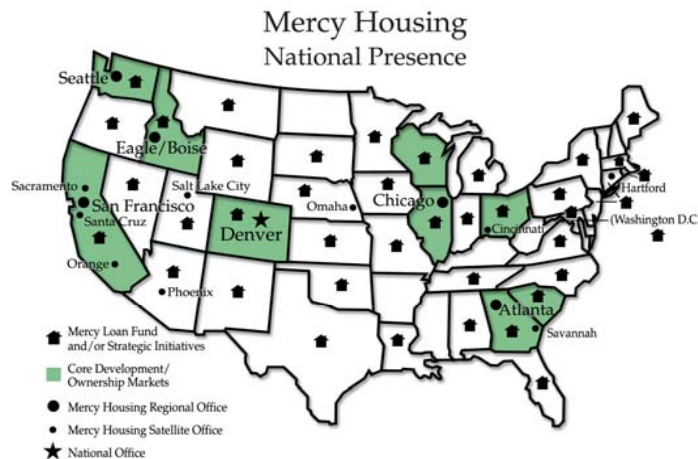 Mercy Housing
National Presence
Seattle
Eagle/Boise
Sacramento
San Francisco
Santa Cruz
Orange
Salt Lake City
Denver
Phoenix
Omaha
Chicago
Cincinnati
Hartford
(Washington D.C.
Atlanta
Savannah
Mercy Loan Fund
and/or Strategic Initiatives
Core Development/
Ownership Markets
Mercy Housing Regional Office
Mercy Housing Satellite Office
National Office